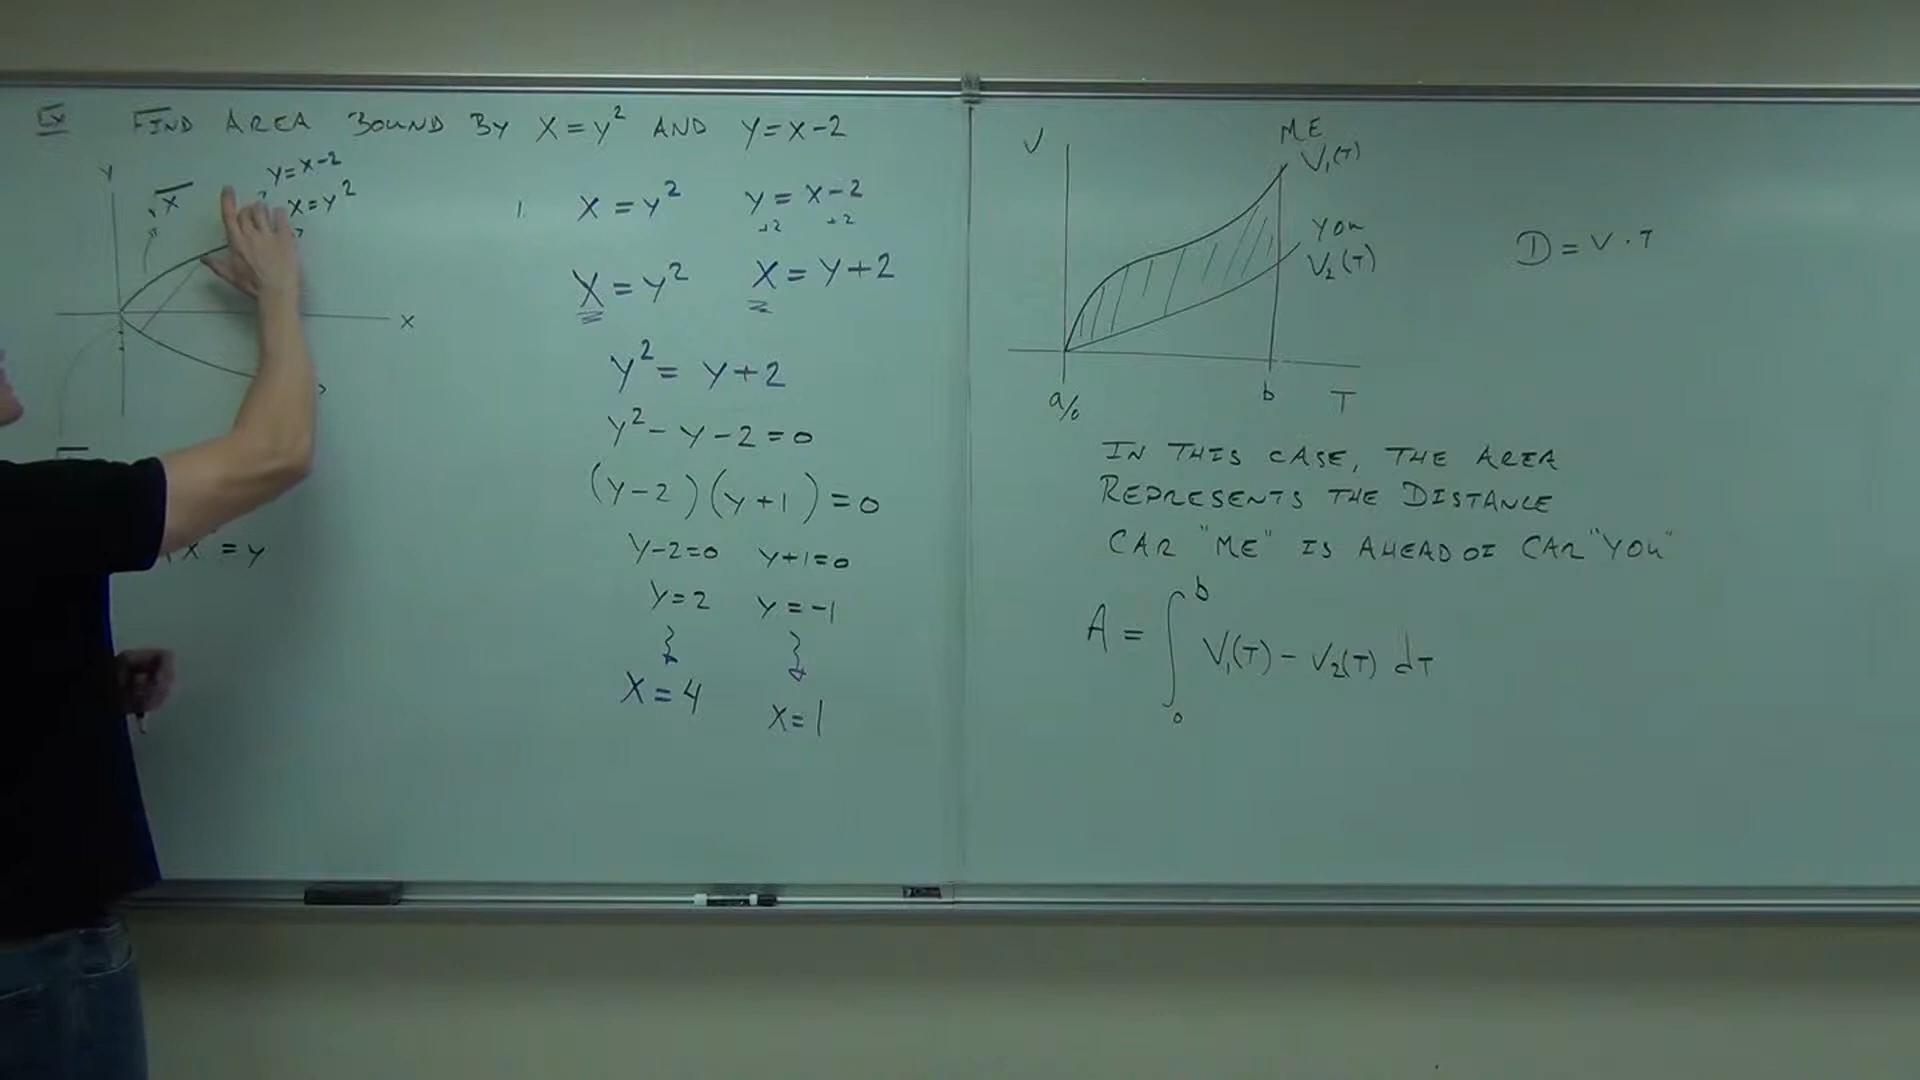 Ex FIND AREA BOUND BY X = y² AND Y = x - 2
Y
y = x - 2
x = y²
√x
x
x = y
1.
X = y²
y = x - 2
+2 +2
X = y²
X = Y + 2
y² = y + 2
y² - y - 2 = 0
(y - 2)(y + 1) = 0
y - 2 = 0
y + 1 = 0
y = 2
y = -1
X = 4
X = 1
V
ME
V₁(T)
YOU
V₂(T)
a/0
b
T
D = V · T
IN THIS CASE, THE AREA
REPRESENTS THE DISTANCE
CAR "ME" IS AHEAD OF CAR "YOU"
A = ∫₀ᵇ V₁(T) - V₂(T) dT